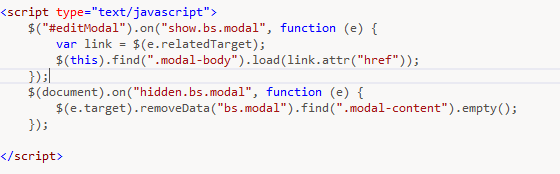 <script type="text/javascript">
    $("#editModal").on("show.bs.modal", function (e) {
        var link = $(e.relatedTarget);
        $(this).find(".modal-body").load(link.attr("href"));
    });
    $(document).on("hidden.bs.modal", function (e) {
        $(e.target).removeData("bs.modal").find(".modal-content").empty();
    });
</script>